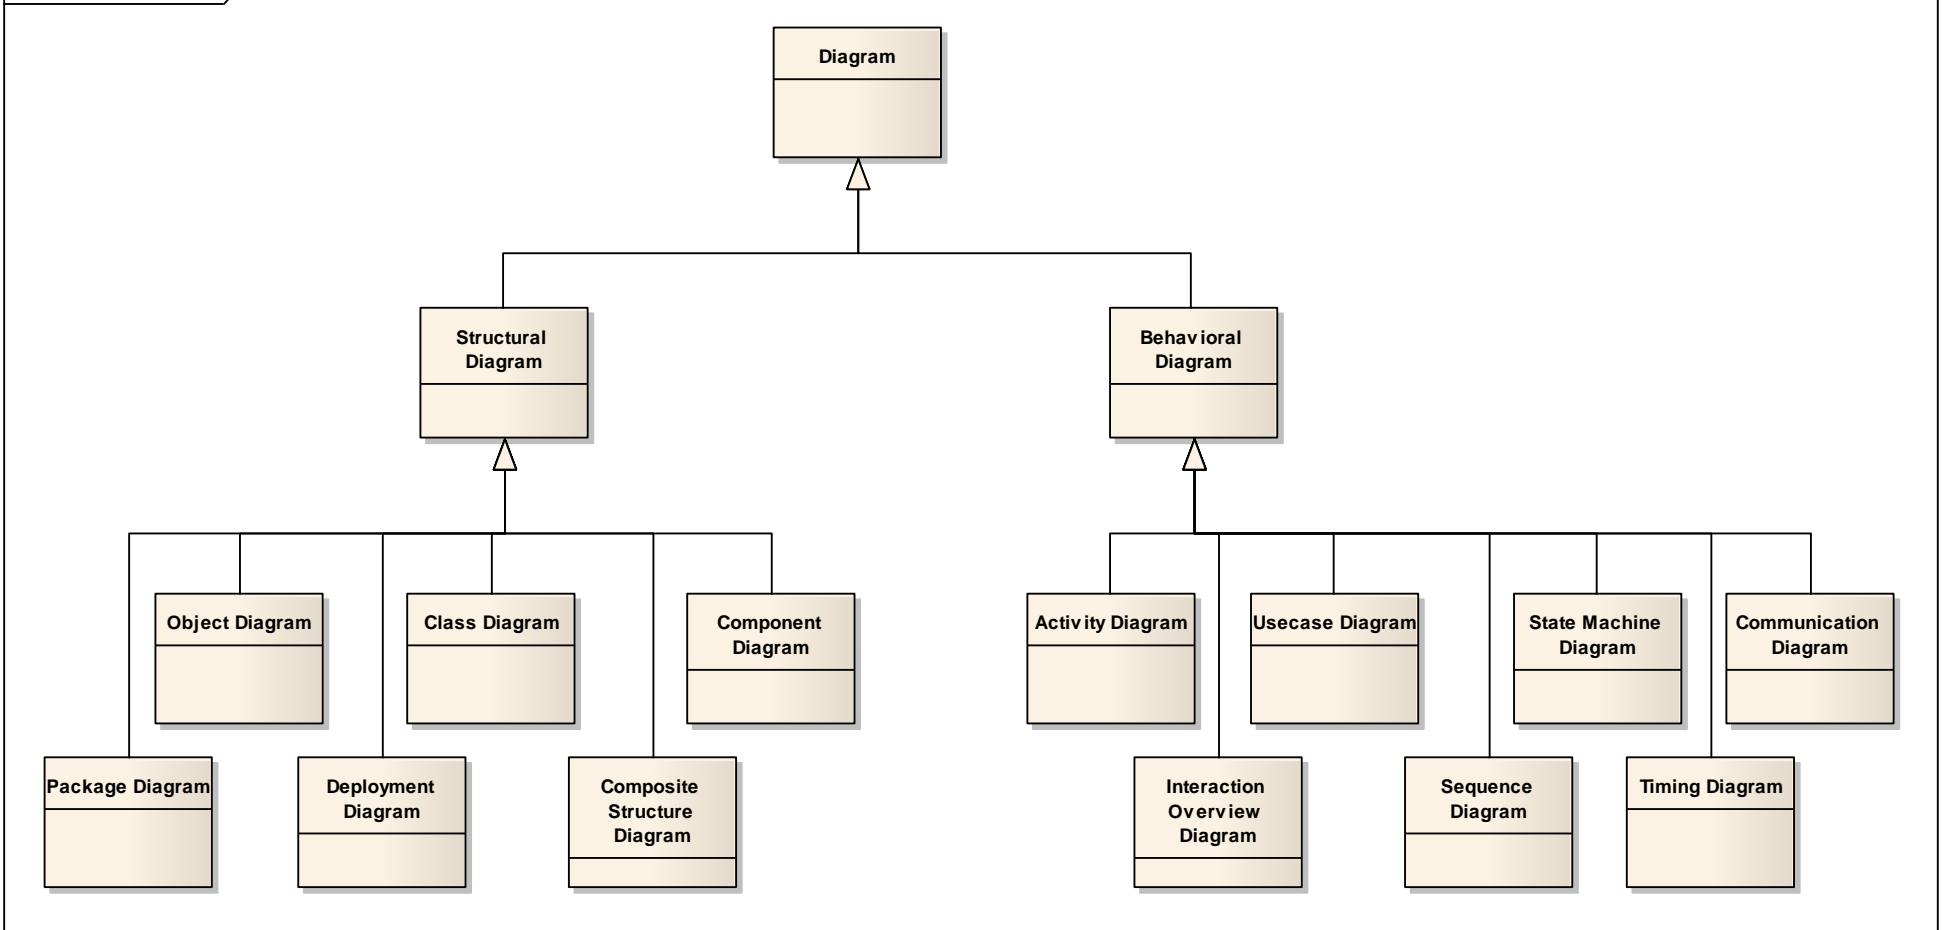 Diagram
Structural
Diagram
Behavioral
Diagram
Object Diagram
Class Diagram
Component
Diagram
Activity Diagram
Usecase Diagram
State Machine
Diagram
Communication
Diagram
Package Diagram
Deployment
Diagram
Composite
Structure
Diagram
Interaction
Overview
Diagram
Sequence
Diagram
Timing Diagram